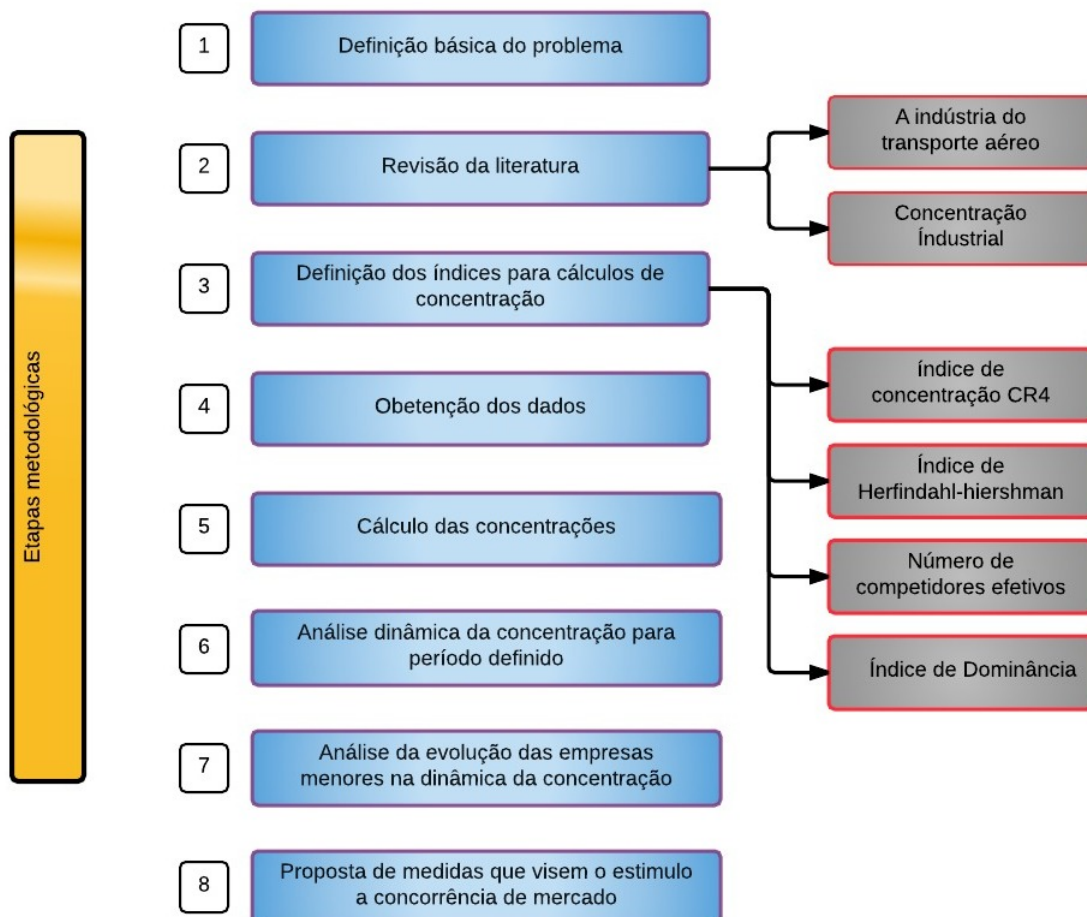 Etapas metodológicas
1
Definição básica do problema
2
Revisão da literatura
A indústria do
transporte aéreo
Concentração
Índustrial
3
Definição dos índices para cálculos de
concentração
índice de
concentração CR4
Índice de
Herfindahl-hiershman
Número de
competidores efetivos
Índice de Dominância
4
Obetenção dos dados
5
Cálculo das concentrações
6
Análise dinâmica da concentração para
período definido
7
Análise da evolução das empresas
menores na dinâmica da concentração
8
Proposta de medidas que visem o estimulo
a concorrência de mercado